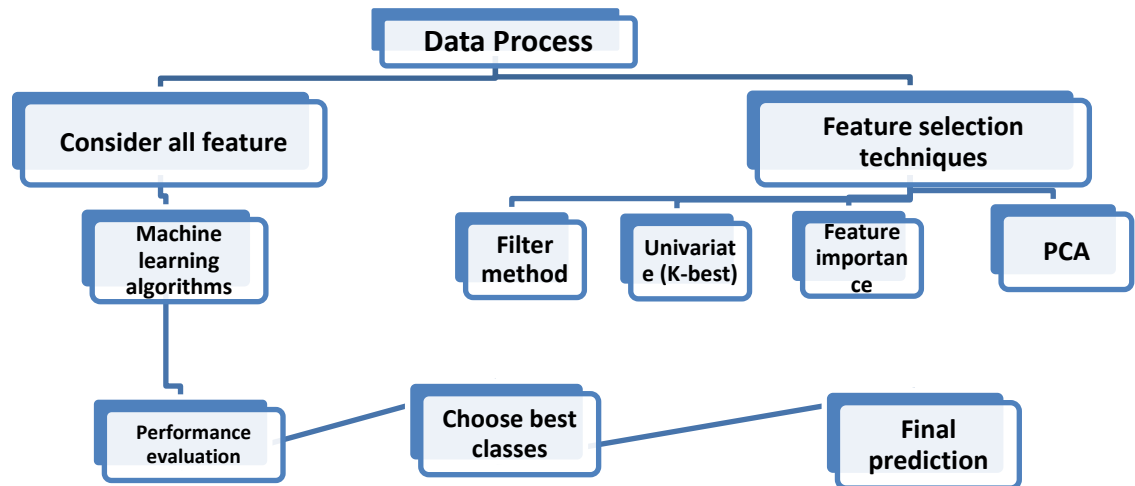 Data Process
Consider all feature
Feature selection
techniques
Machine
learning
algorithms
Filter
method
Univariat
e (K-best)
Feature
importan
ce
PCA
Performance
evaluation
Choose best
classes
Final
prediction